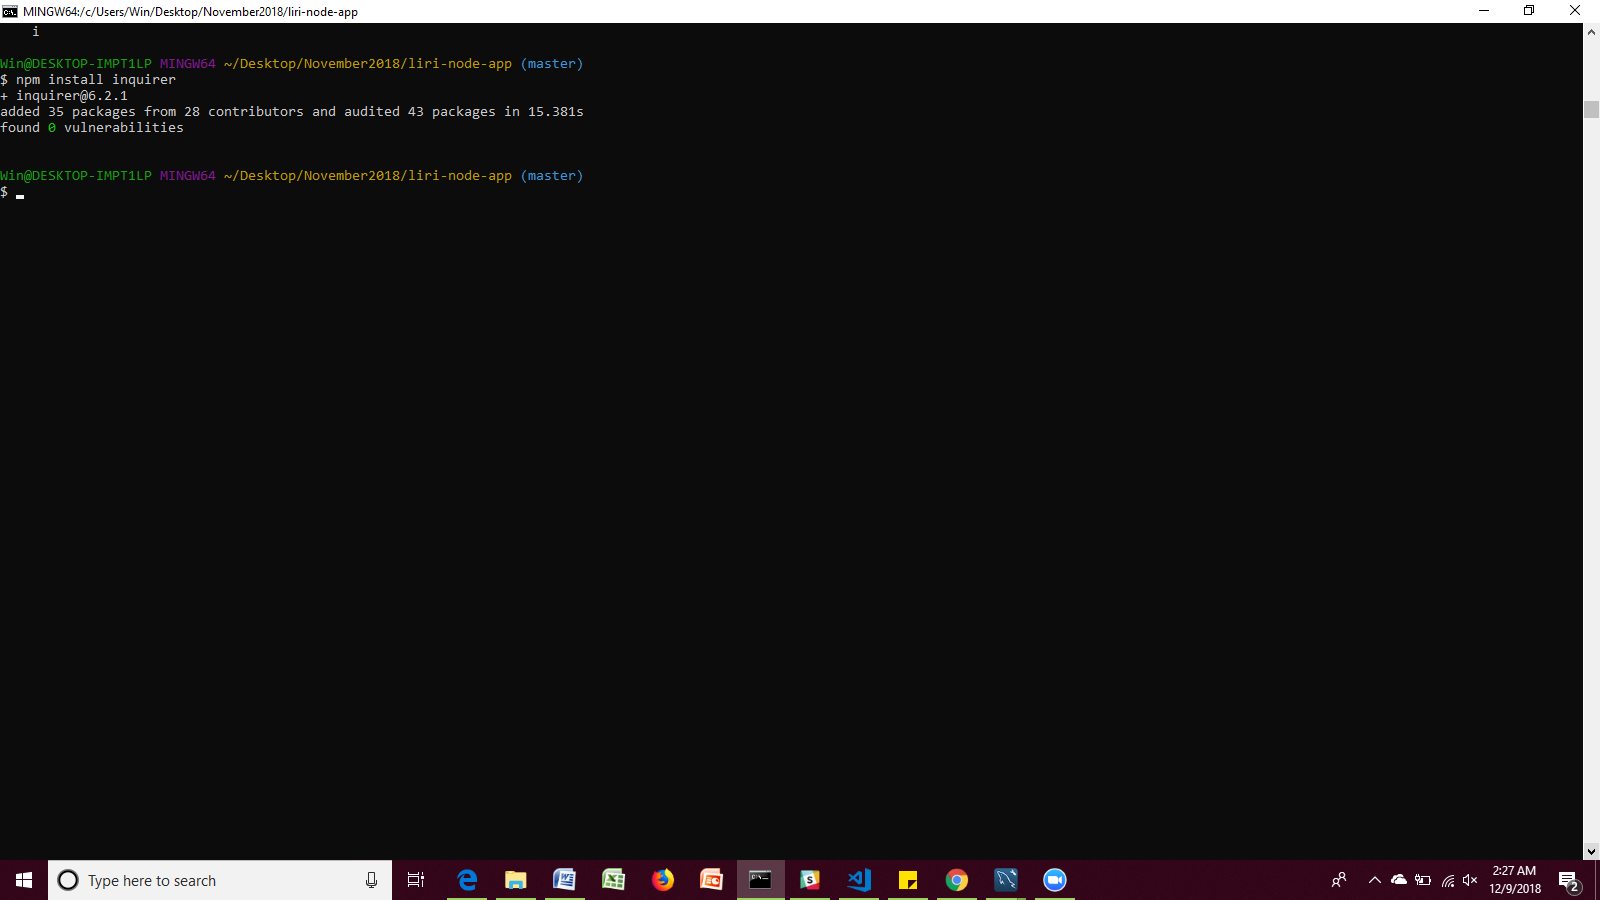 MINGW64:/c/Users/Win/Desktop/November2018/liri-node-app
i
Win@DESKTOP-IMPT1LP MINGW64 ~/Desktop/November2018/liri-node-app (master)
$ npm install inquirer
+ inquirer@6.2.1
added 35 packages from 28 contributors and audited 43 packages in 15.381s
found 0 vulnerabilities
Win@DESKTOP-IMPT1LP MINGW64 ~/Desktop/November2018/liri-node-app (master)
$
Type here to search
2:27 AM
12/9/2018
2